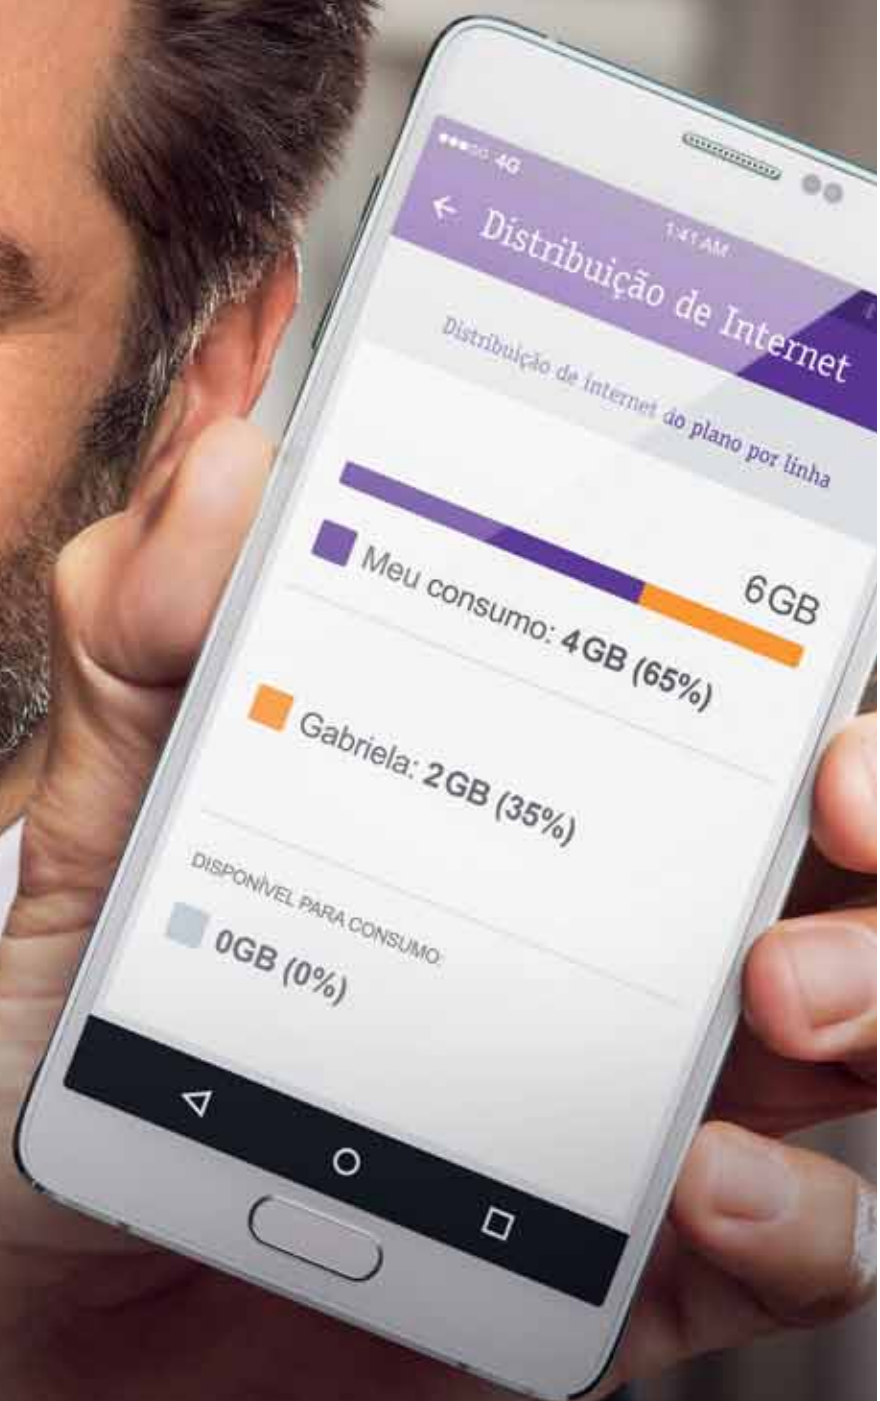 4G
1:41 AM
Distribuição de Internet
Distribuição de internet do plano por linha
6GB
Meu consumo: 4GB (65%)
Gabriela: 2GB (35%)
DISPONÍVEL PARA CONSUMO:
0GB (0%)